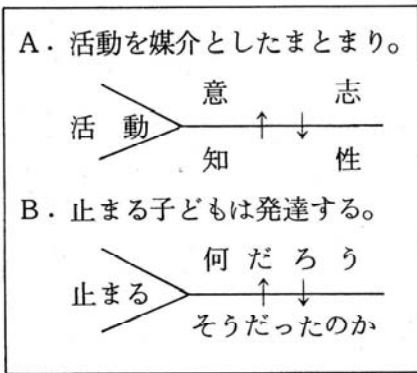 A．活動を媒介としたまとまり。
意　志
活　動　↑　↓
知　性
B．止まる子どもは発達する。
何だろう
止まる　↑　↓
そうだったのか